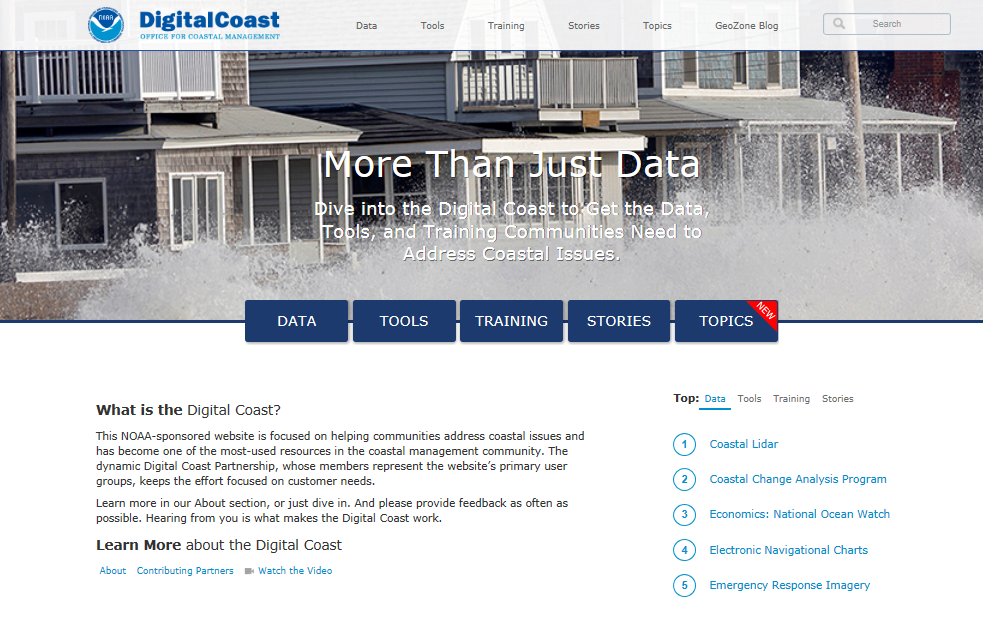 NOAA
DigitalCoast
OFFICE FOR COASTAL MANAGEMENT
Data Tools Training Stories Topics GeoZone Blog Search
More Than Just Data
Dive into the Digital Coast to Get the Data,
Tools, and Training Communities Need to
Address Coastal Issues.
DATA TOOLS TRAINING STORIES TOPICS NEW
What is the Digital Coast?
This NOAA-sponsored website is focused on helping communities address coastal issues and
has become one of the most-used resources in the coastal management community. The
dynamic Digital Coast Partnership, whose members represent the website's primary user
groups, keeps the effort focused on customer needs.
Learn more in our About section, or just dive in. And please provide feedback as often as
possible. Hearing from you is what makes the Digital Coast work.
Learn More about the Digital Coast
About Contributing Partners Watch the Video
Top: Data Tools Training Stories
1 Coastal Lidar
2 Coastal Change Analysis Program
3 Economics: National Ocean Watch
4 Electronic Navigational Charts
5 Emergency Response Imagery